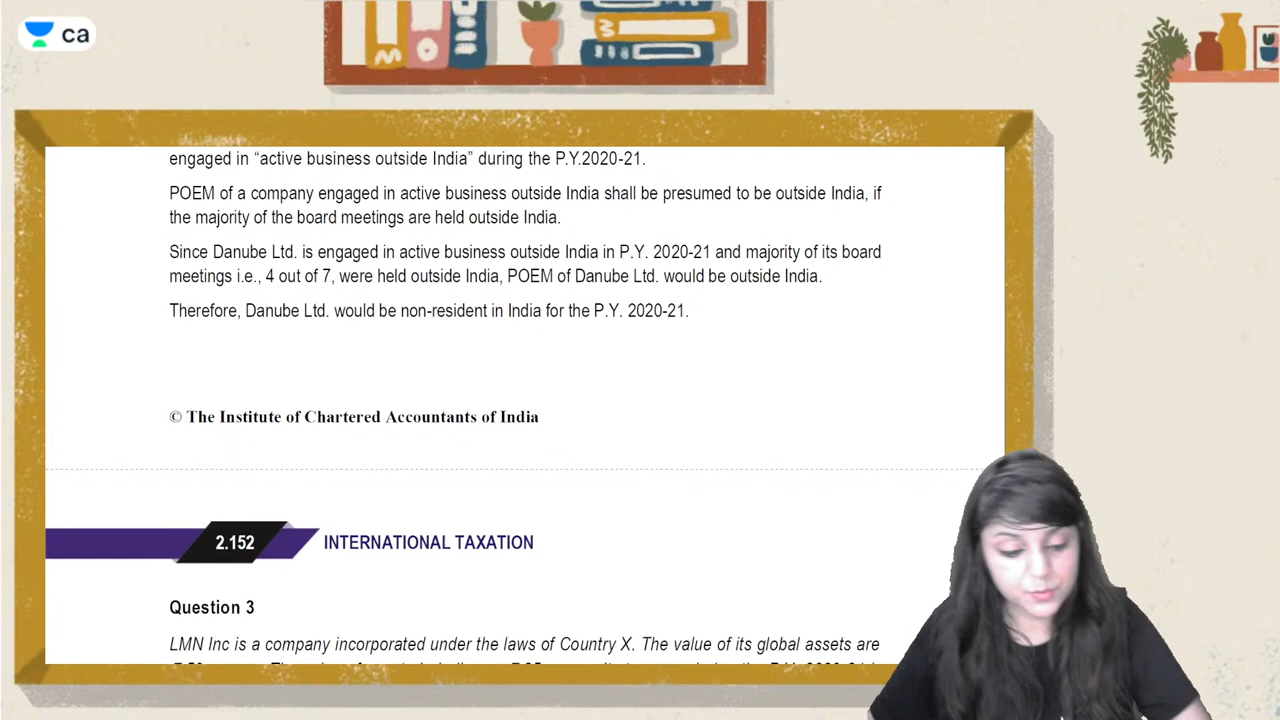 ca
engaged in “active business outside India” during the P.Y.2020-21.
POEM of a company engaged in active business outside India shall be presumed to be outside India, if
the majority of the board meetings are held outside India.
Since Danube Ltd. is engaged in active business outside India in P.Y. 2020-21 and majority of its board
meetings i.e., 4 out of 7, were held outside India, POEM of Danube Ltd. would be outside India.
Therefore, Danube Ltd. would be non-resident in India for the P.Y. 2020-21.
© The Institute of Chartered Accountants of India
2.152 INTERNATIONAL TAXATION
Question 3
LMN Inc is a company incorporated under the laws of Country X. The value of its global assets are